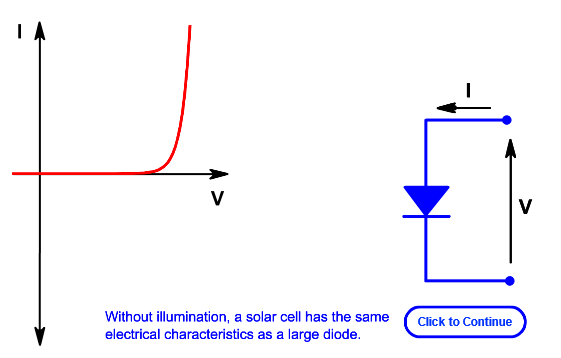 I
I
V
V
Without illumination, a solar cell has the same
electrical characteristics as a large diode.
Click to Continue